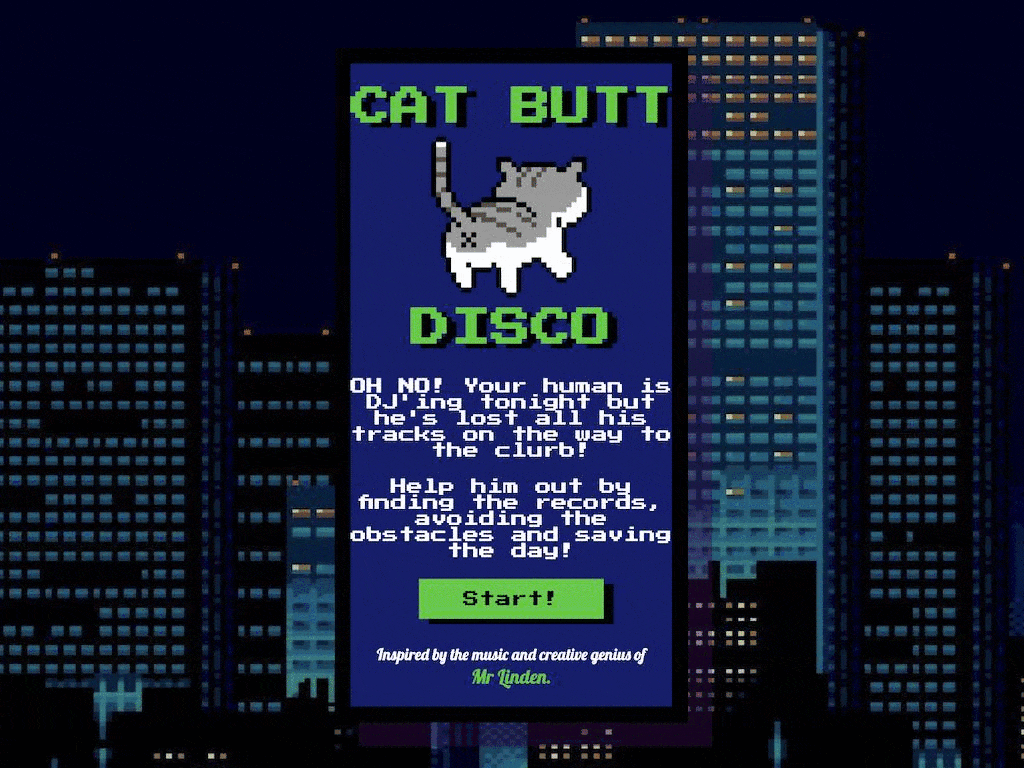 CAT BUTT
DISCO
OH NO! Your human is
DJ'ing tonight but
he's lost all his
tracks on the way to
the clurb!
Help him out by
finding the records,
avoiding the
obstacles and saving
the day!
Start!
Inspired by the music and creative genius of
Mr Linden.